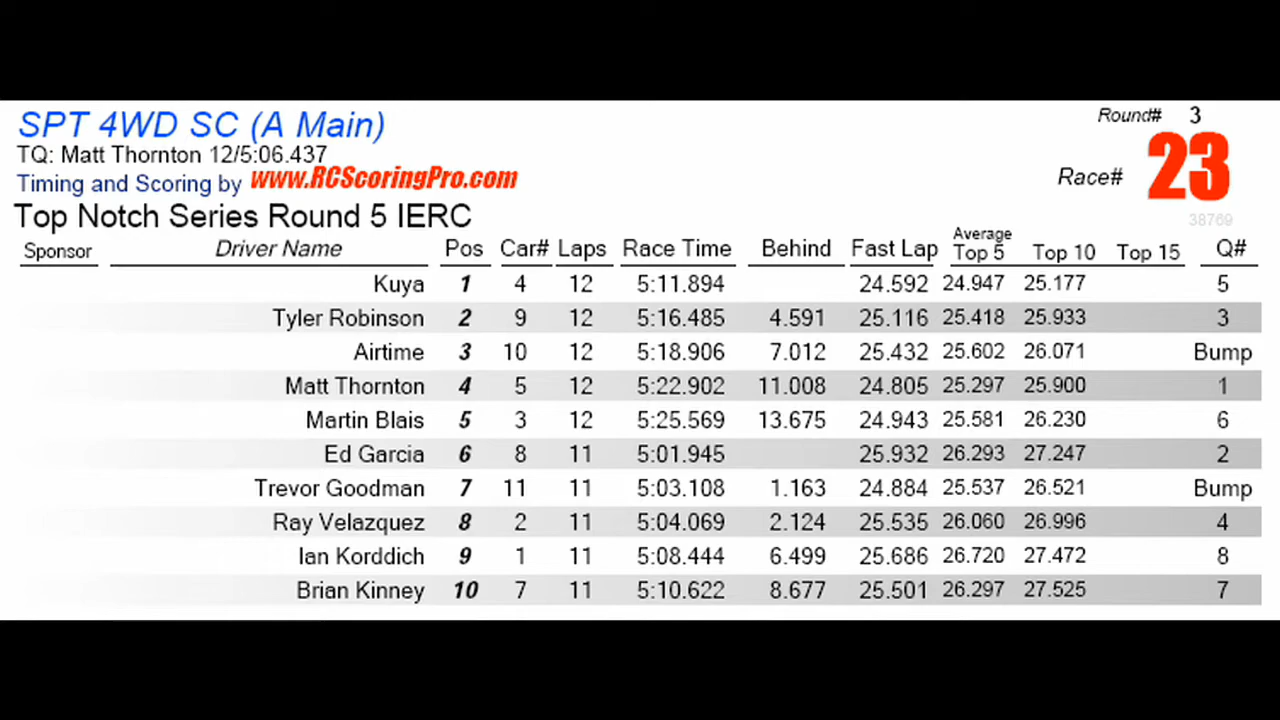 SPT 4WD SC (A Main)
Round# 3
TQ: Matt Thornton 12/5:06.437
Timing and Scoring by www.RCScoringPro.com
Race# 23
Top Notch Series Round 5 IERC
38769
Sponsor Driver Name Pos Car# Laps Race Time Behind Fast Lap Average Top 5 Top 10 Top 15 Q#
Kuya 1 4 12 5:11.894 24.592 24.947 25.177 5
Tyler Robinson 2 9 12 5:16.485 4.591 25.116 25.418 25.933 3
Airtime 3 10 12 5:18.906 7.012 25.432 25.602 26.071 Bump
Matt Thornton 4 5 12 5:22.902 11.008 24.805 25.297 25.900 1
Martin Blais 5 3 12 5:25.569 13.675 24.943 25.581 26.230 6
Ed Garcia 6 8 11 5:01.945 25.932 26.293 27.247 2
Trevor Goodman 7 11 11 5:03.108 1.163 24.884 25.537 26.521 Bump
Ray Velazquez 8 2 11 5:04.069 2.124 25.535 26.060 26.996 4
Ian Korddich 9 1 11 5:08.444 6.499 25.686 26.720 27.472 8
Brian Kinney 10 7 11 5:10.622 8.677 25.501 26.297 27.525 7